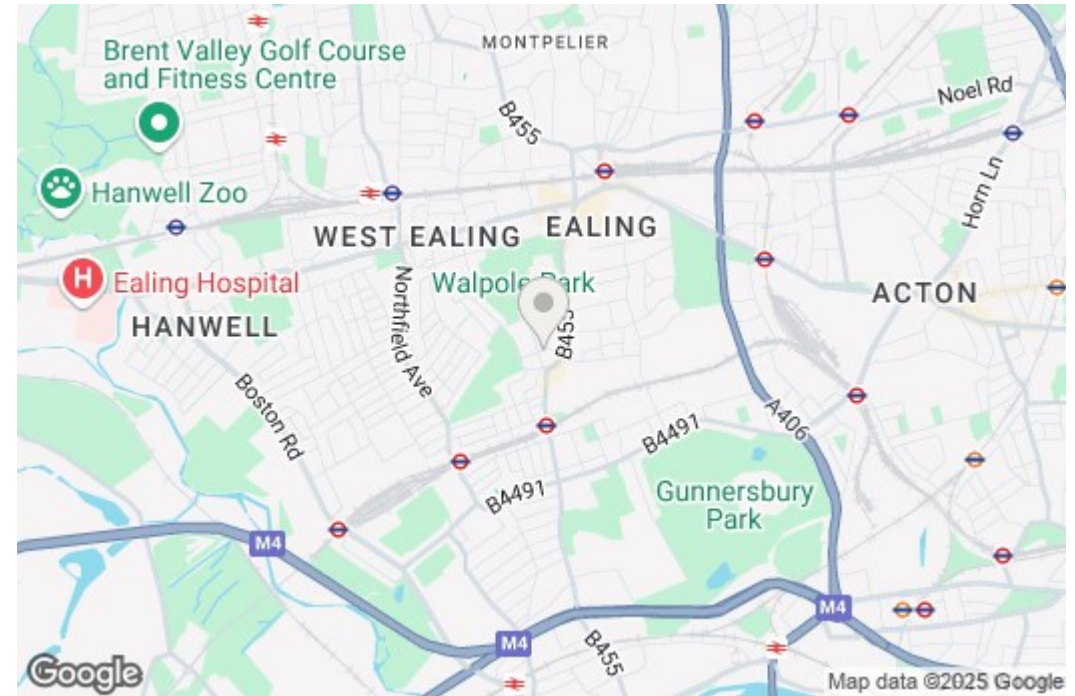 MONTPELIER
Brent Valley Golf Course
and Fitness Centre
Noel Rd
B455
Hanwell Zoo
Horn Ln
WEST EALING
EALING
Ealing Hospital
H
Walpole Park
ACTON
HANWELL
Northfield Ave
B455
Boston Rd
A406
B4491
B4491
Gunnersbury
Park
M4
M4
M4
B455
Google
Map data ©2025 Google